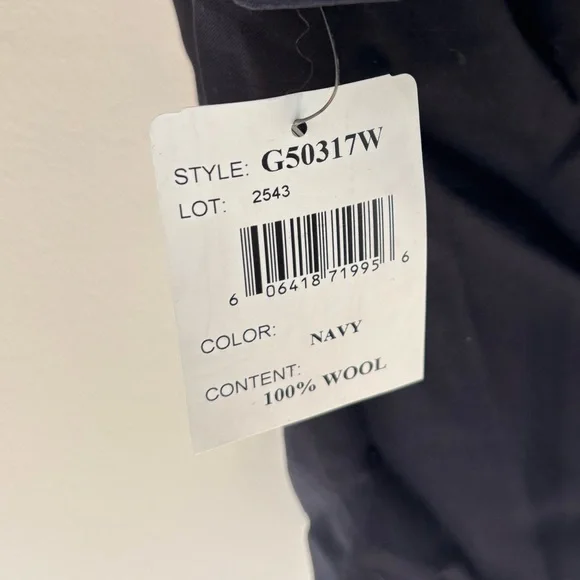 STYLE: G50317W
LOT: 2543
6 06418 71995 6
COLOR: NAVY
CONTENT: 100% WOOL